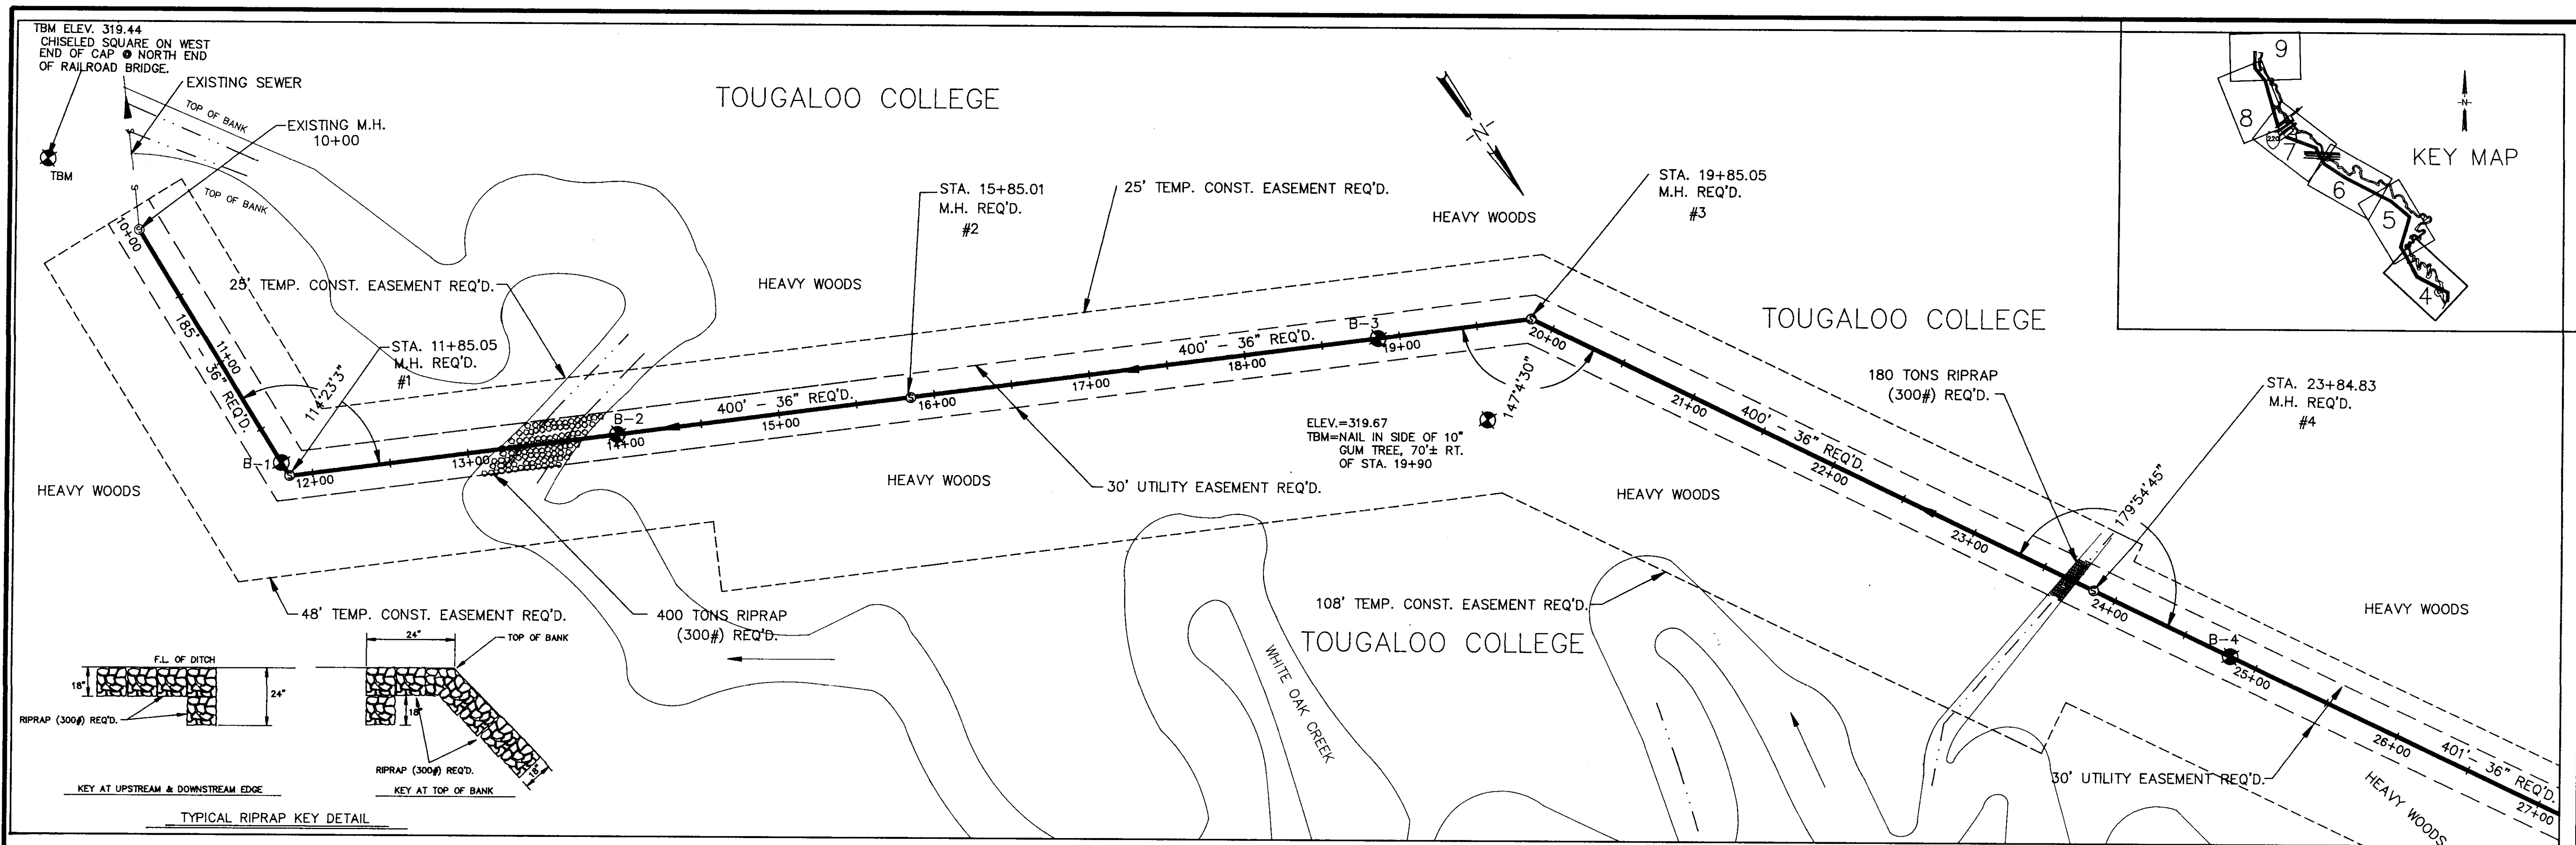 TBM ELEV. 319.44
CHISELED SQUARE ON WEST
END OF CAP @ NORTH END
OF RAILROAD BRIDGE.
EXISTING SEWER
TOP OF BANK
EXISTING M.H.
10+00
TBM
TOP OF BANK
S
S
10+00
TOUGALOO COLLEGE
-N-
HEAVY WOODS
STA. 15+85.01
M.H. REQ'D.
#2
25' TEMP. CONST. EASEMENT REQ'D.
STA. 19+85.05
M.H. REQ'D.
#3
9
8
220
7
6
5
4
-N-
KEY MAP
25' TEMP. CONST. EASEMENT REQ'D.
HEAVY WOODS
TOUGALOO COLLEGE
185' - 36" REQ'D.
11+00
STA. 11+85.05
M.H. REQ'D.
#1
114°23'3"
B-1
12+00
13+00
B-2
14+00
400' - 36" REQ'D.
15+00
S
16+00
17+00
400' - 36" REQ'D.
18+00
B-3
19+00
S
20+00
147°4'30"
ELEV.=319.67
TBM=NAIL IN SIDE OF 10"
GUM TREE, 70'± RT.
OF STA. 19+90
21+00
400' - 36" REQ'D.
22+00
23+00
180 TONS RIPRAP
(300#) REQ'D.
STA. 23+84.83
M.H. REQ'D.
#4
179°54'45"
S
24+00
B-4
25+00
26+00
401' - 36" REQ'D.
27+00
HEAVY WOODS
HEAVY WOODS
HEAVY WOODS
HEAVY WOODS
HEAVY WOODS
30' UTILITY EASEMENT REQ'D.
48' TEMP. CONST. EASEMENT REQ'D.
400 TONS RIPRAP
(300#) REQ'D.
108' TEMP. CONST. EASEMENT REQ'D.
TOUGALOO COLLEGE
WHITE OAK CREEK
30' UTILITY EASEMENT REQ'D.
F.L. OF DITCH
18"
24"
RIPRAP (300#) REQ'D.
KEY AT UPSTREAM & DOWNSTREAM EDGE
24"
TOP OF BANK
18"
RIPRAP (300#) REQ'D.
18"
KEY AT TOP OF BANK
TYPICAL RIPRAP KEY DETAIL